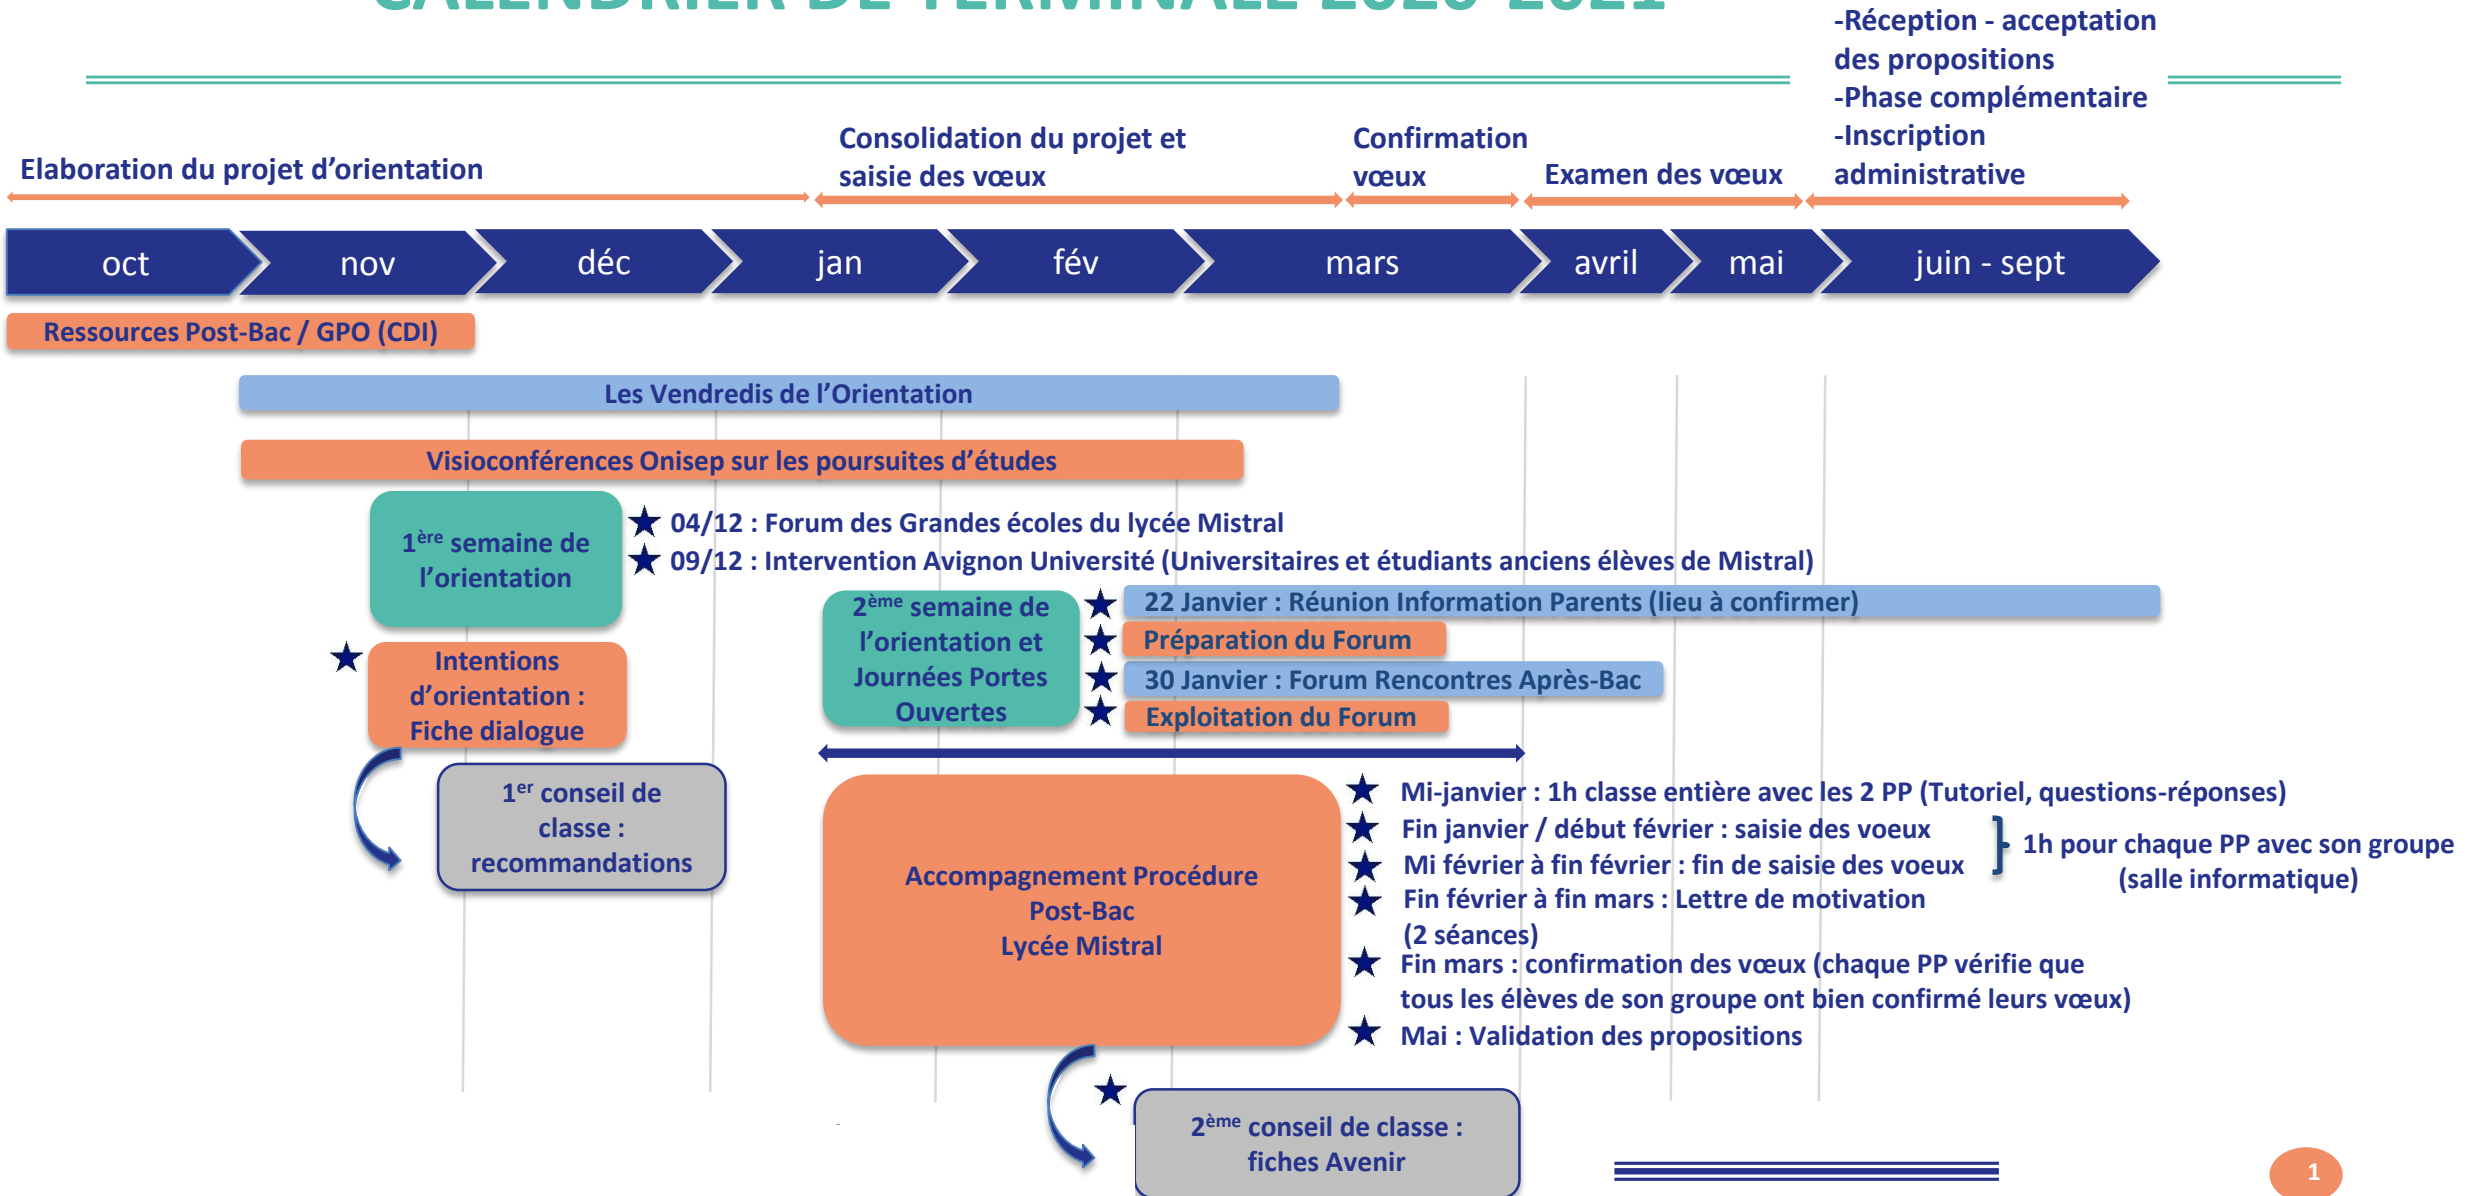 CALENDRIER DE TERMINALE 2020-2021
-Réception - acceptation
des propositions
-Phase complémentaire
-Inscription
administrative
Elaboration du projet d’orientation
Consolidation du projet et
saisie des vœux
Confirmation
vœux
Examen des vœux
oct
nov
déc
jan
fév
mars
avril
mai
juin - sept
Ressources Post-Bac / GPO (CDI)
Les Vendredis de l’Orientation
Visioconférences Onisep sur les poursuites d’études
1ère semaine de
l’orientation
04/12 : Forum des Grandes écoles du lycée Mistral
09/12 : Intervention Avignon Université (Universitaires et étudiants anciens élèves de Mistral)
2ème semaine de
l’orientation et
Journées Portes
Ouvertes
22 Janvier : Réunion Information Parents (lieu à confirmer)
Préparation du Forum
30 Janvier : Forum Rencontres Après-Bac
Exploitation du Forum
Intentions
d’orientation :
Fiche dialogue
1er conseil de
classe :
recommandations
Accompagnement Procédure
Post-Bac
Lycée Mistral
Mi-janvier : 1h classe entière avec les 2 PP (Tutoriel, questions-réponses)
Fin janvier / début février : saisie des voeux
Mi février à fin février : fin de saisie des voeux
1h pour chaque PP avec son groupe
(salle informatique)
Fin février à fin mars : Lettre de motivation
(2 séances)
Fin mars : confirmation des vœux (chaque PP vérifie que
tous les élèves de son groupe ont bien confirmé leurs vœux)
Mai : Validation des propositions
2ème conseil de classe :
fiches Avenir
1